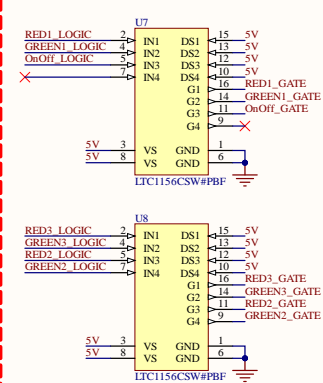 U7
RED1_LOGIC 2 IN1 DS1 15 5V
GREEN1_LOGIC 4 IN2 DS2 13 5V
OnOff_LOGIC 5 IN3 DS3 12 5V
7 IN4 DS4 10 5V
G1 16 RED1_GATE
G2 14 GREEN1_GATE
G3 11 OnOff_GATE
G4 9
5V 3 VS GND 1
5V 8 VS GND 6
LTC1156CSW#PBF
U8
RED3_LOGIC 2 IN1 DS1 15 5V
GREEN3_LOGIC 4 IN2 DS2 13 5V
RED2_LOGIC 5 IN3 DS3 12 5V
GREEN2_LOGIC 7 IN4 DS4 10 5V
G1 16 RED3_GATE
G2 14 GREEN3_GATE
G3 11 RED2_GATE
G4 9 GREEN2_GATE
5V 3 VS GND 1
5V 8 VS GND 6
LTC1156CSW#PBF